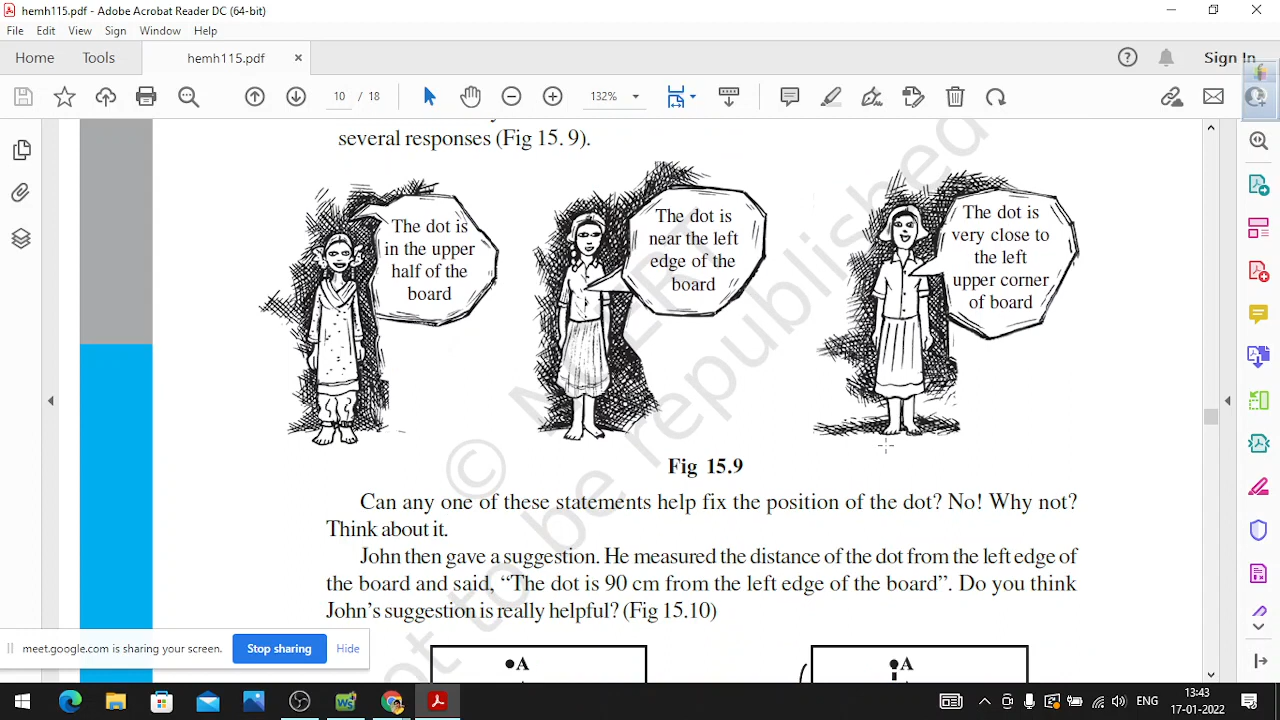 hemh115.pdf - Adobe Acrobat Reader DC (64-bit)
File Edit View Sign Window Help
Home Tools hemh115.pdf × Sign In
10 / 18 132%
several responses (Fig 15. 9).
The dot is
in the upper
half of the
board
The dot is
near the left
edge of the
board
The dot is
very close to
the left
upper corner
of board
Fig 15.9
Can any one of these statements help fix the position of the dot? No! Why not?
Think about it.
John then gave a suggestion. He measured the distance of the dot from the left edge of
the board and said, “The dot is 90 cm from the left edge of the board”. Do you think
John’s suggestion is really helpful? (Fig 15.10)
A
A
© NCERT
not to be republished
meet.google.com is sharing your screen. Stop sharing Hide
ENG
13:43
17-01-2022